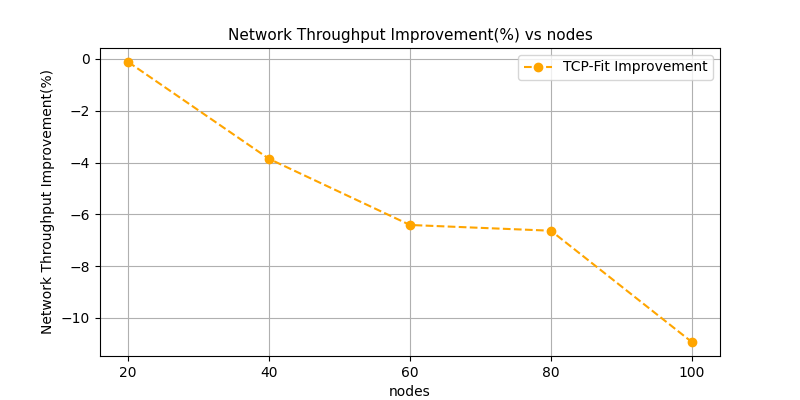 Network Throughput Improvement(%) vs nodes
TCP-Fit Improvement
Network Throughput Improvement(%)
0
−2
−4
−6
−8
−10
20
40
60
80
100
nodes